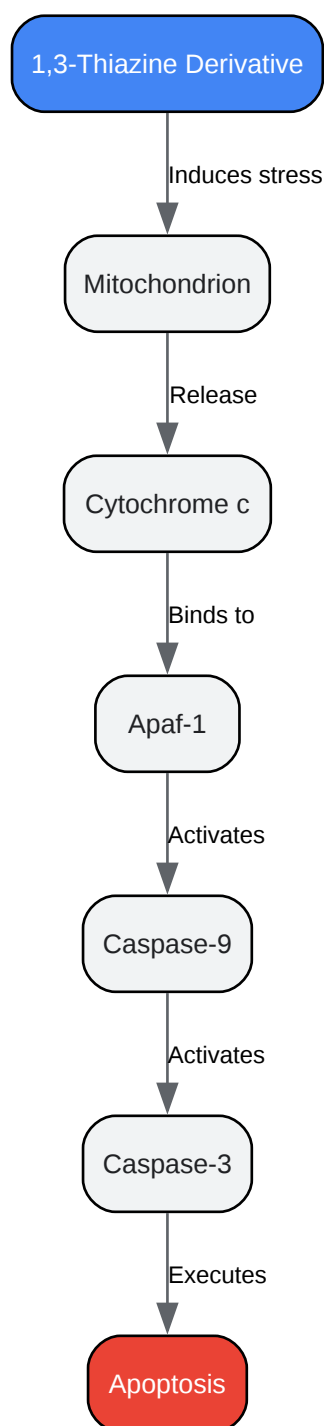 1,3-Thiazine Derivative
Induces stress
Mitochondrion
Release
Cytochrome c
Binds to
Apaf-1
Activates
Caspase-9
Activates
Caspase-3
Executes
Apoptosis